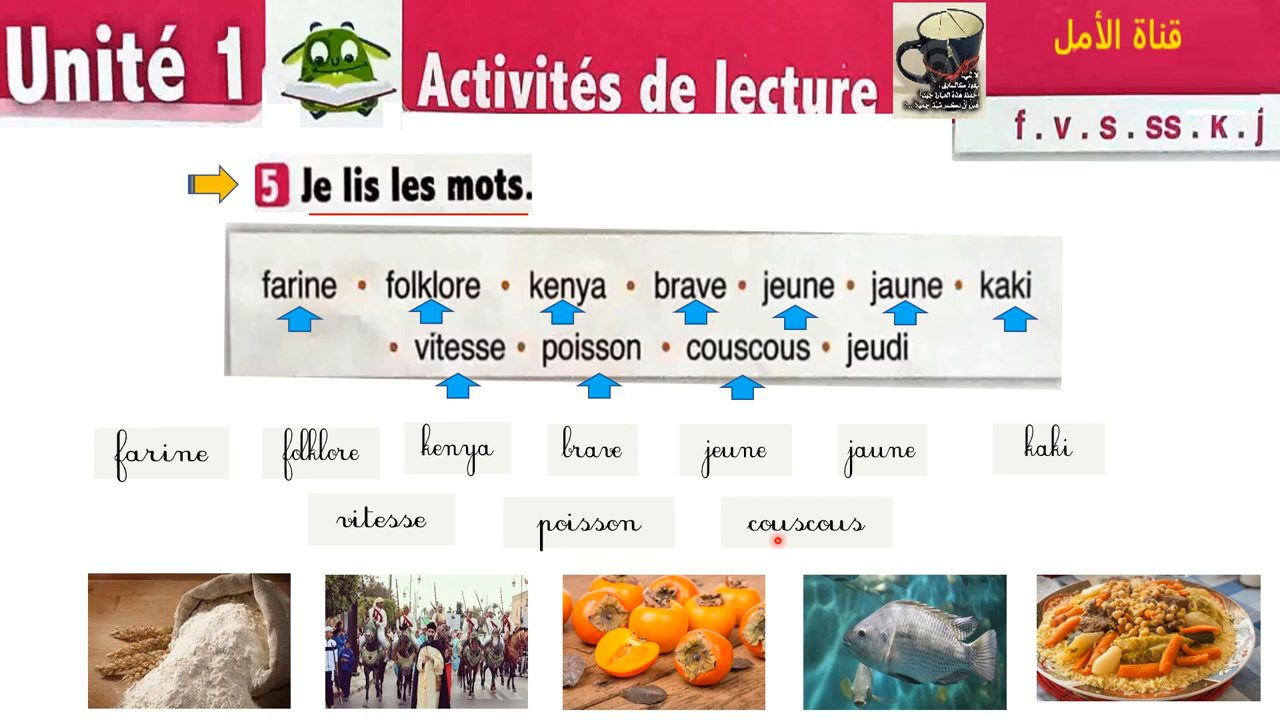 Unité 1
Activités de lecture
قناة الأمل
f . v . s . ss . k . j
5 Je lis les mots.
farine • folklore • kenya • brave • jeune • jaune • kaki
• vitesse • poisson • couscous • jeudi
farine folklore kenya brave jeune jaune kaki
vitesse poisson couscous